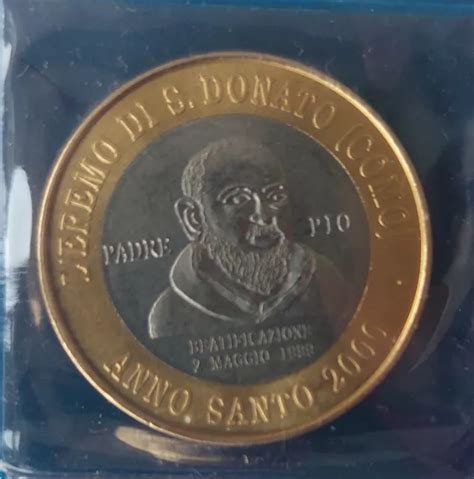 L'EREMO DI S. DONATO (COMO)
PADRE PIO
BEATIFICAZIONE
2 MAGGIO 1999
ANNO SANTO 2000